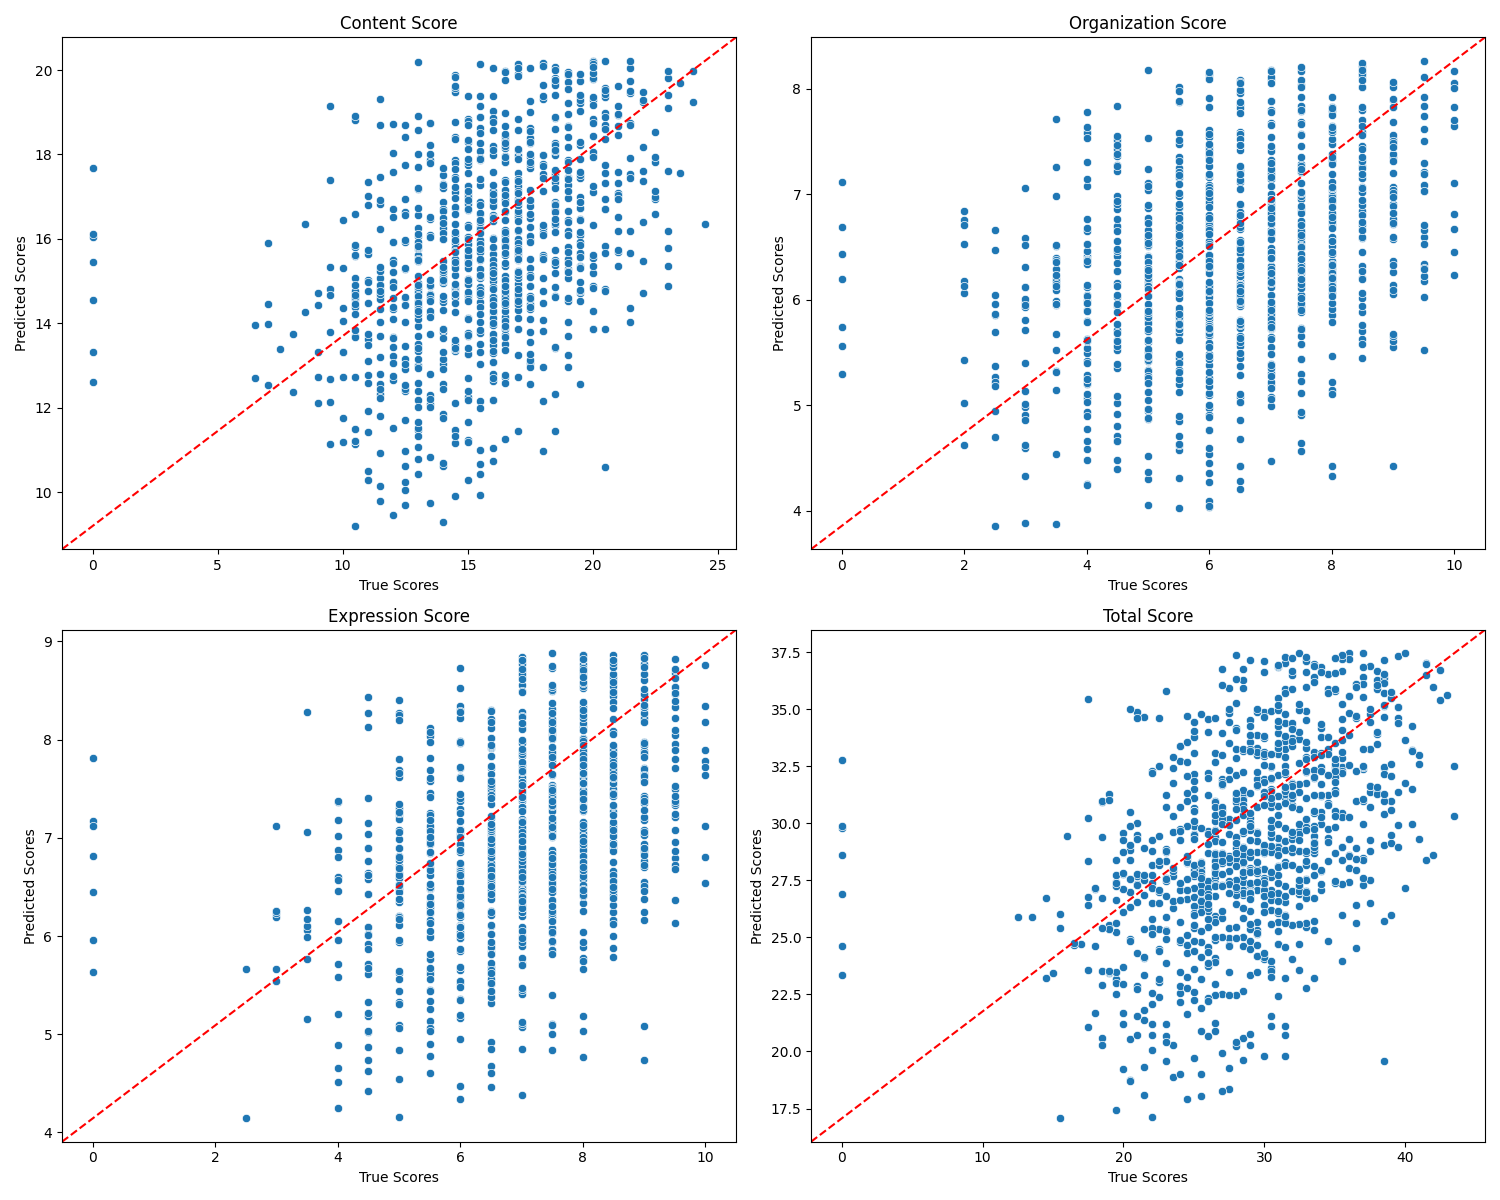 Content Score
Predicted Scores
20
18
16
14
12
10
0 5 10 15 20 25
True Scores
Organization Score
Predicted Scores
8
7
6
5
4
0 2 4 6 8 10
True Scores
Expression Score
Predicted Scores
9
8
7
6
5
4
0 2 4 6 8 10
True Scores
Total Score
Predicted Scores
37.5
35.0
32.5
30.0
27.5
25.0
22.5
20.0
17.5
0 10 20 30 40
True Scores